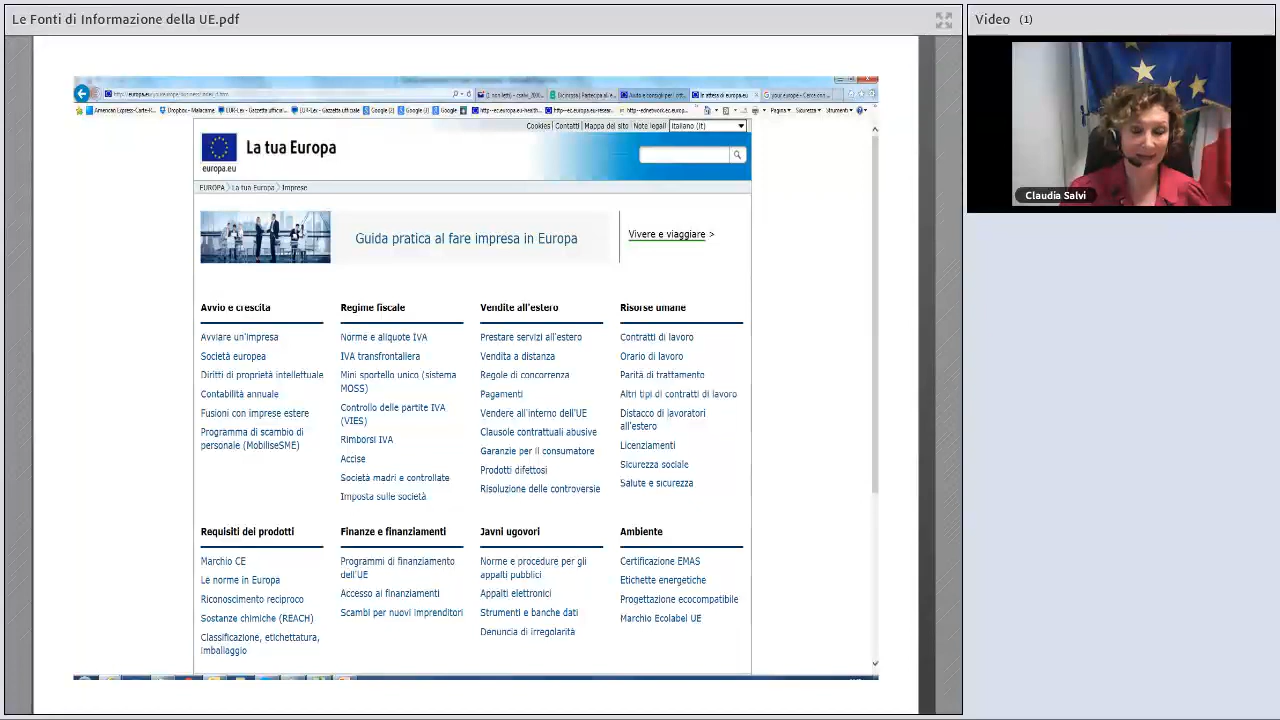 Le Fonti di Informazione della UE.pdf
Video (1)
Claudia Salvi
Cookies Contatti Mappa del sito Note legali Italiano (it)
La tua Europa
europa.eu
EUROPA La tua Europa Imprese
Guida pratica al fare impresa in Europa
Vivere e viaggiare >
Avvio e crescita
Avviare un'impresa
Società europea
Diritti di proprietà intellettuale
Contabilità annuale
Fusioni con imprese estere
Programma di scambio di
personale (MobiliseSME)
Regime fiscale
Norme e aliquote IVA
IVA transfrontaliera
Mini sportello unico (sistema
MOSS)
Controllo delle partite IVA
(VIES)
Rimborsi IVA
Accise
Società madri e controllate
Imposta sulle società
Vendite all'estero
Prestare servizi all'estero
Vendita a distanza
Regole di concorrenza
Pagamenti
Vendere all'interno dell'UE
Clausole contrattuali abusive
Garanzie per il consumatore
Prodotti difettosi
Risoluzione delle controversie
Risorse umane
Contratti di lavoro
Orario di lavoro
Parità di trattamento
Altri tipi di contratti di lavoro
Distacco di lavoratori
all'estero
Licenziamenti
Sicurezza sociale
Salute e sicurezza
Requisiti dei prodotti
Marchio CE
Le norme in Europa
Riconoscimento reciproco
Sostanze chimiche (REACH)
Classificazione, etichettatura,
imballaggio
Finanze e finanziamenti
Programmi di finanziamento
dell'UE
Accesso ai finanziamenti
Scambi per nuovi imprenditori
Javni ugovori
Norme e procedure per gli
appalti pubblici
Appalti elettronici
Strumenti e banche dati
Denuncia di irregolarità
Ambiente
Certificazione EMAS
Etichette energetiche
Progettazione ecocompatibile
Marchio Ecolabel UE